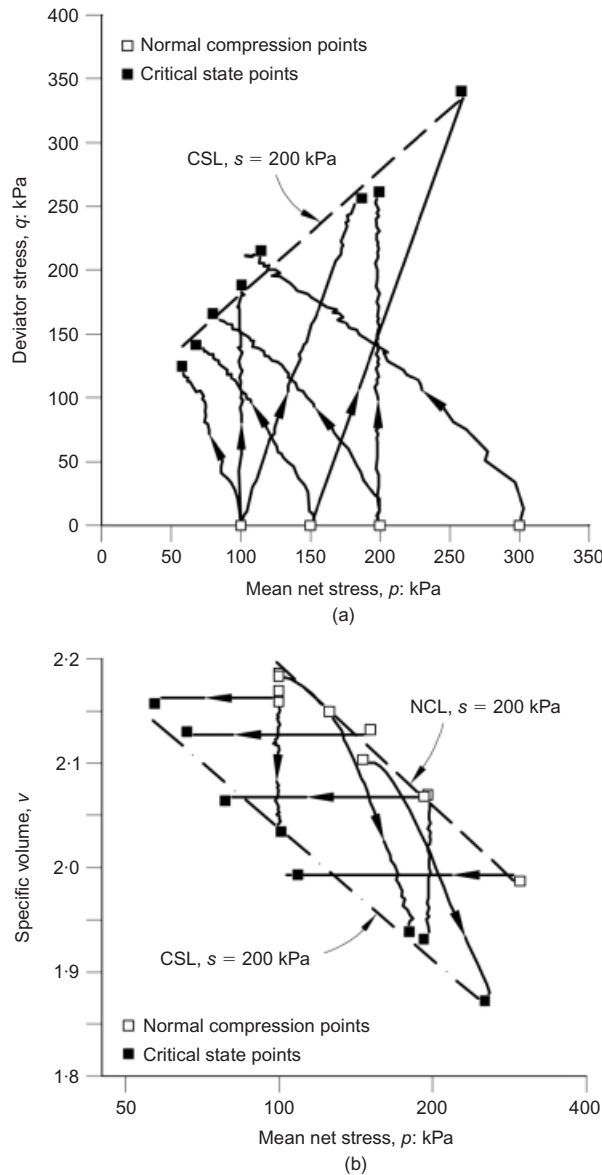 400
350
300
250
200
150
100
50
0
Deviator stress, q: kPa
Normal compression points
Critical state points
CSL, s = 200 kPa
0
50
100
150
200
250
300
350
Mean net stress, p: kPa
(a)
2·2
2·1
2·0
1·9
1·8
Specific volume, v
NCL, s = 200 kPa
CSL, s = 200 kPa
Normal compression points
Critical state points
50
100
200
400
Mean net stress, p: kPa
(b)